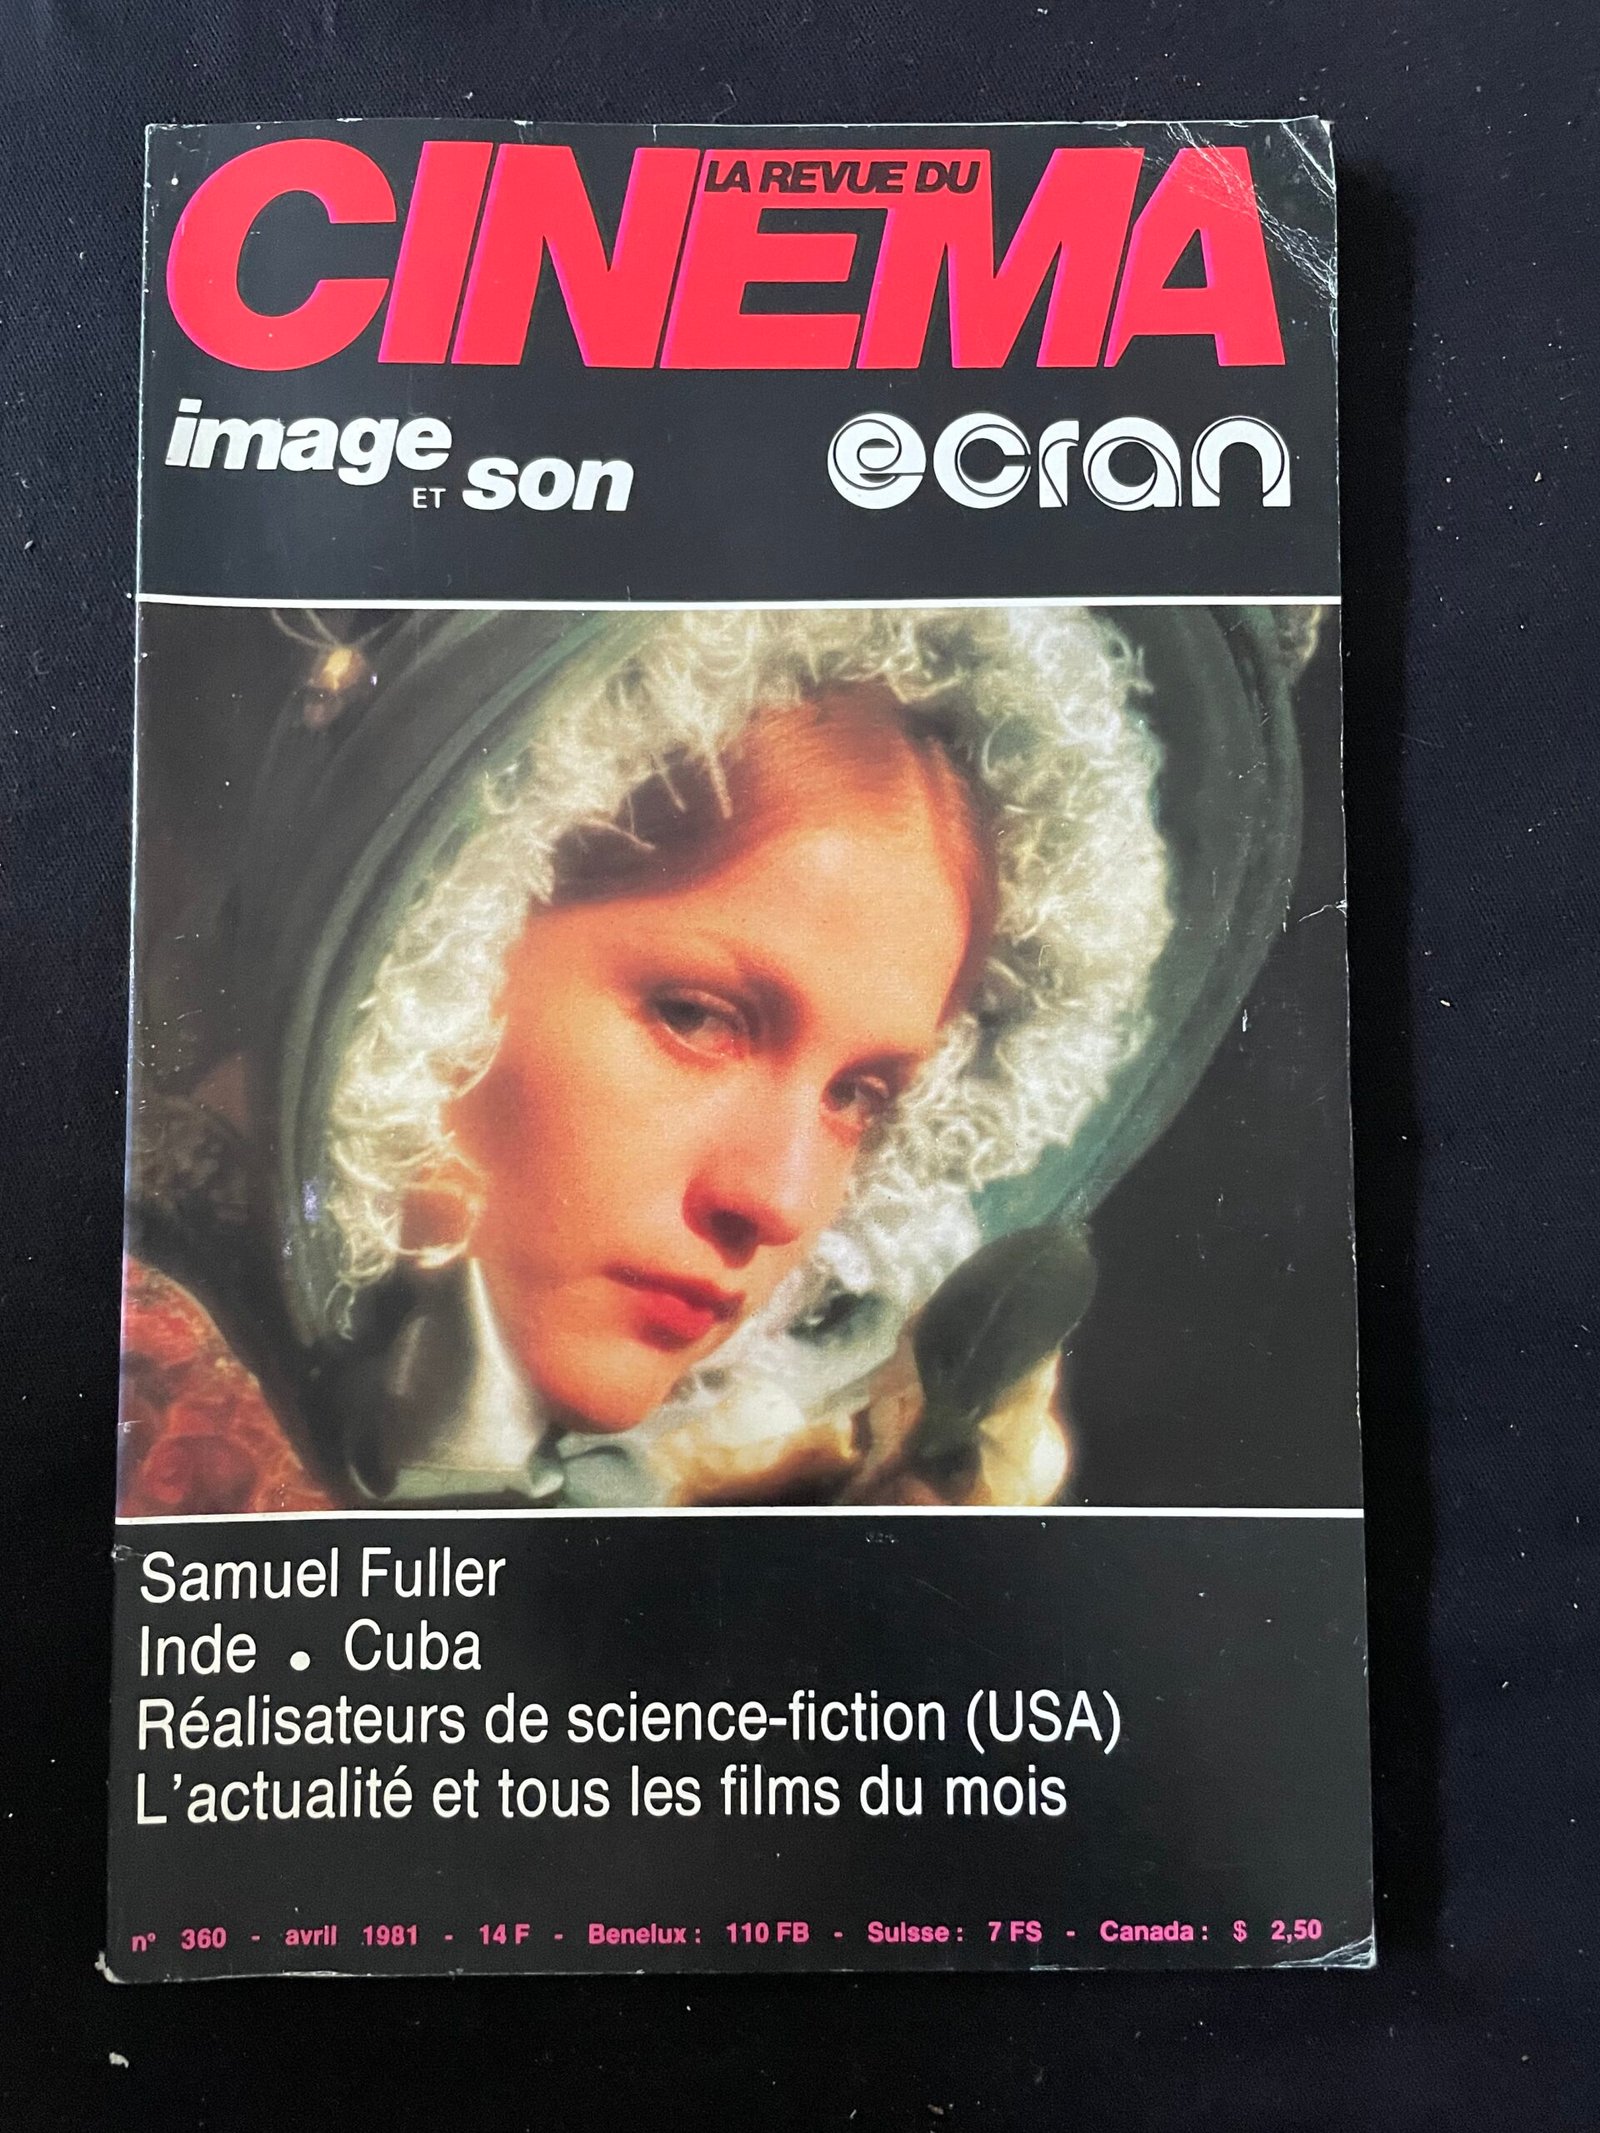 LA REVUE DU
CINEMA
image ET son
ecran
Samuel Fuller
Inde • Cuba
Réalisateurs de science-fiction (USA)
L'actualité et tous les films du mois
n° 360 - avril 1981 - 14 F - Benelux : 110 FB - Suisse : 7 FS - Canada : $ 2,50